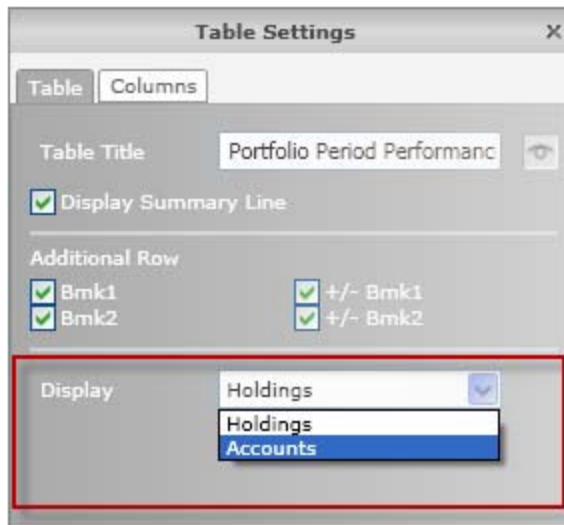 Table Settings ×
Table Columns
Table Title Portfolio Period Performanc
Display Summary Line
Additional Row
Bmk1 +/- Bmk1
Bmk2 +/- Bmk2
Display Holdings
Holdings
Accounts